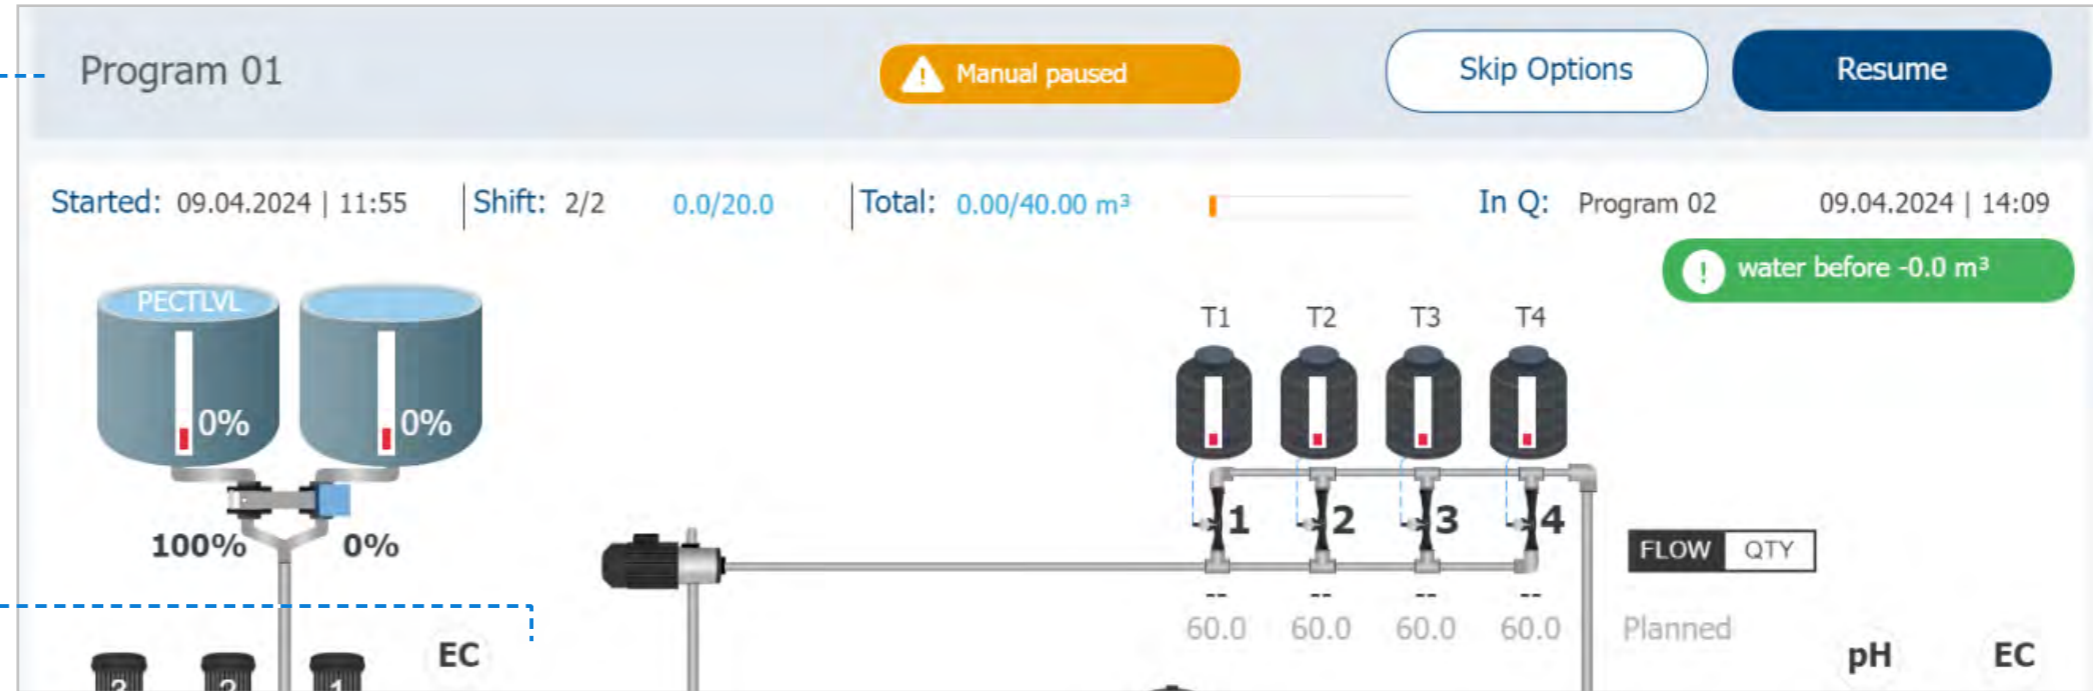 Program 01
Manual paused
Skip Options
Resume
Started: 09.04.2024 | 11:55
Shift: 2/2 0.0/20.0
Total: 0.00/40.00 m³
In Q: Program 02 09.04.2024 | 14:09
water before -0.0 m³
PECTLVL
T1 T2 T3 T4
0% 0%
1 2 3 4
100% 0%
FLOW QTY
-- -- -- --
60.0 60.0 60.0 60.0 Planned
EC
pH EC
3 2 1